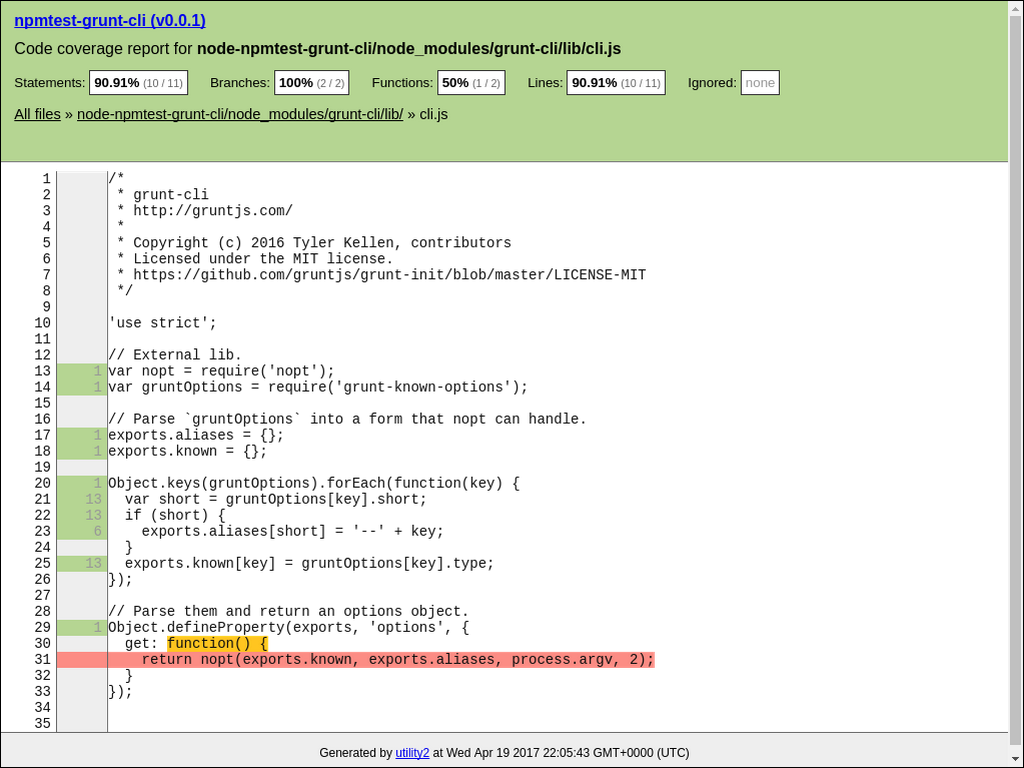 npmtest-grunt-cli (v0.0.1)
Code coverage report for node-npmtest-grunt-cli/node_modules/grunt-cli/lib/cli.js
Statements: 90.91% (10 / 11) Branches: 100% (2 / 2) Functions: 50% (1 / 2) Lines: 90.91% (10 / 11) Ignored: none
All files » node-npmtest-grunt-cli/node_modules/grunt-cli/lib/ » cli.js
1 /*
2  * grunt-cli
3  * http://gruntjs.com/
4  *
5  * Copyright (c) 2016 Tyler Kellen, contributors
6  * Licensed under the MIT license.
7  * https://github.com/gruntjs/grunt-init/blob/master/LICENSE-MIT
8  */
9
10 'use strict';
11
12 // External lib.
13 1 var nopt = require('nopt');
14 1 var gruntOptions = require('grunt-known-options');
15
16 // Parse `gruntOptions` into a form that nopt can handle.
17 1 exports.aliases = {};
18 1 exports.known = {};
19
20 1 Object.keys(gruntOptions).forEach(function(key) {
21 13   var short = gruntOptions[key].short;
22 13   if (short) {
23 6     exports.aliases[short] = '--' + key;
24   }
25 13   exports.known[key] = gruntOptions[key].type;
26 });
27
28 // Parse them and return an options object.
29 1 Object.defineProperty(exports, 'options', {
30   get: function() {
31     return nopt(exports.known, exports.aliases, process.argv, 2);
32   }
33 });
34
35
Generated by utility2 at Wed Apr 19 2017 22:05:43 GMT+0000 (UTC)